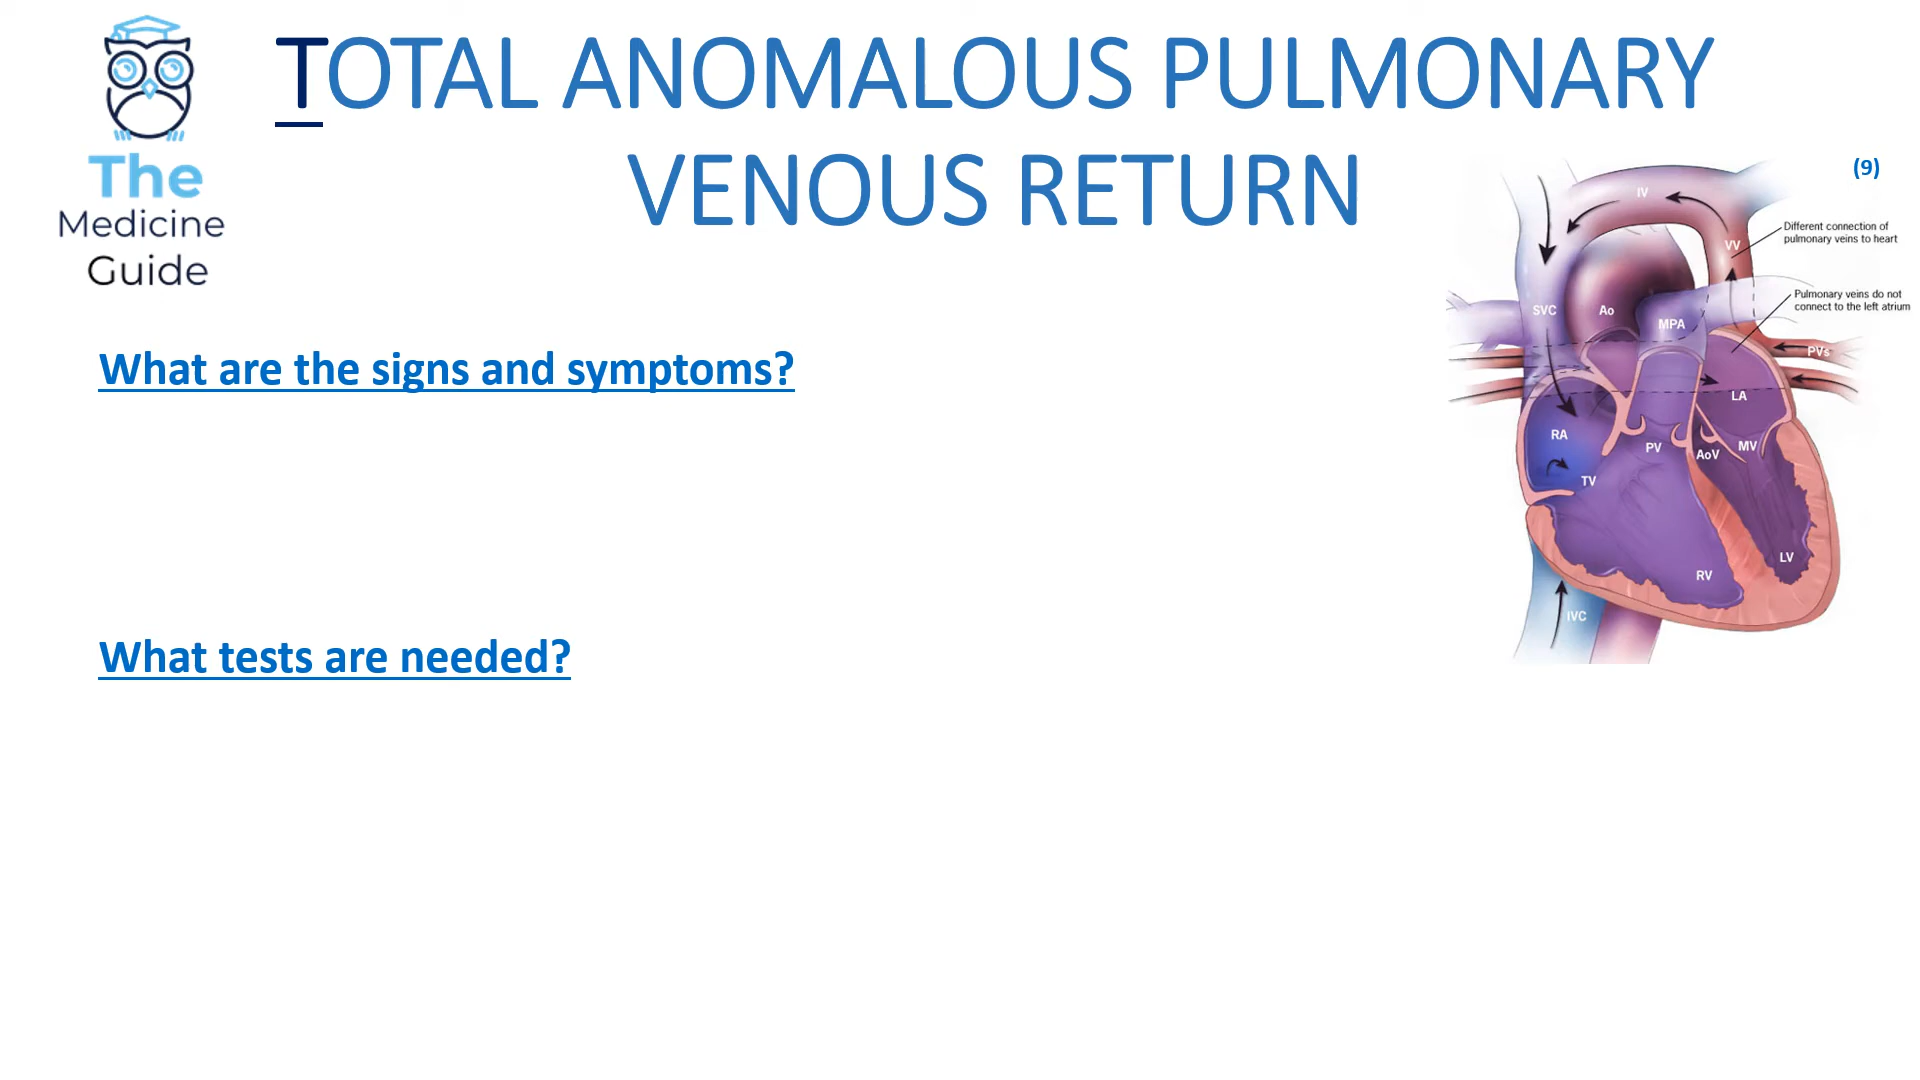 The
Medicine
Guide
TOTAL ANOMALOUS PULMONARY
VENOUS RETURN
(9)
IV
Different connection of
pulmonary veins to heart
VV
Pulmonary veins do not
connect to the left atrium
SVC
Ao
MPA
PVs
LA
RA
PV
AoV
MV
TV
LV
RV
IVC
What are the signs and symptoms?
What tests are needed?